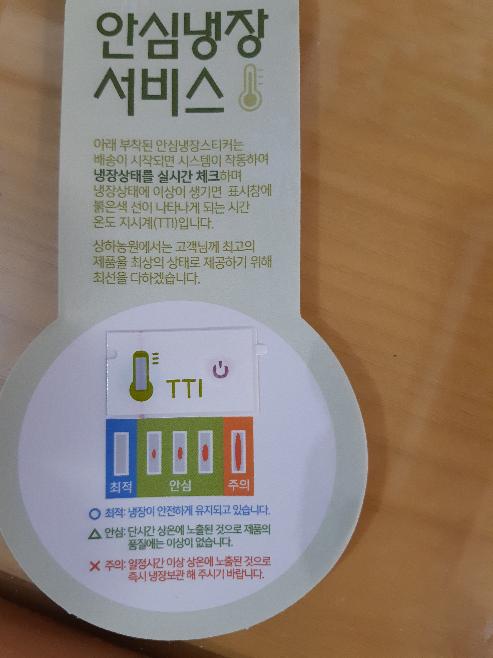 안심냉장
서비스
아래 부착된 안심냉장스티커는
배송이 시작되면 시스템이 작동하여
냉장상태를 실시간 체크하며
냉장상태에 이상이 생기면 표시창에
붉은색 선이 나타나게 되는 시간
온도 지시계(TTI)입니다.
상하농원에서는 고객님께 최고의
제품을 최상의 상태로 제공하기 위해
최선을 다하겠습니다.
TTI
최적 안심 주의
최적: 냉장이 안전하게 유지되고 있습니다.
안심: 단시간 상온에 노출된 것으로 제품의
품질에는 이상이 없습니다.
주의: 일정시간 이상 상온에 노출된 것으로
즉시 냉장보관 해 주시기 바랍니다.